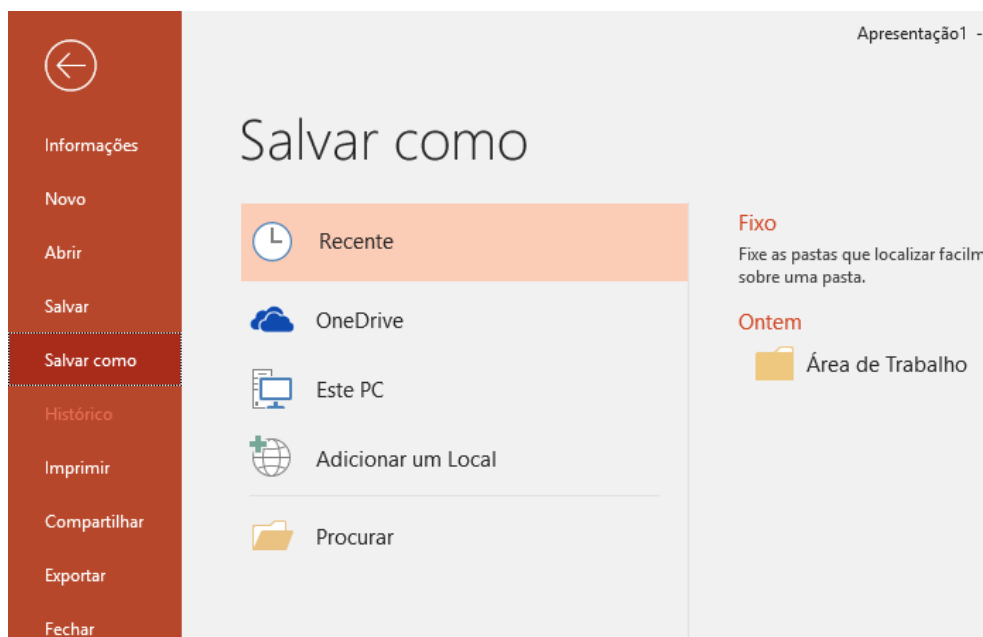 Apresentação1 -
Informações
Novo
Abrir
Salvar
Salvar como
Histórico
Imprimir
Compartilhar
Exportar
Fechar
Salvar como
Recente
OneDrive
Este PC
Adicionar um Local
Procurar
Fixo
Fixe as pastas que localizar facilm
sobre uma pasta.
Ontem
Área de Trabalho